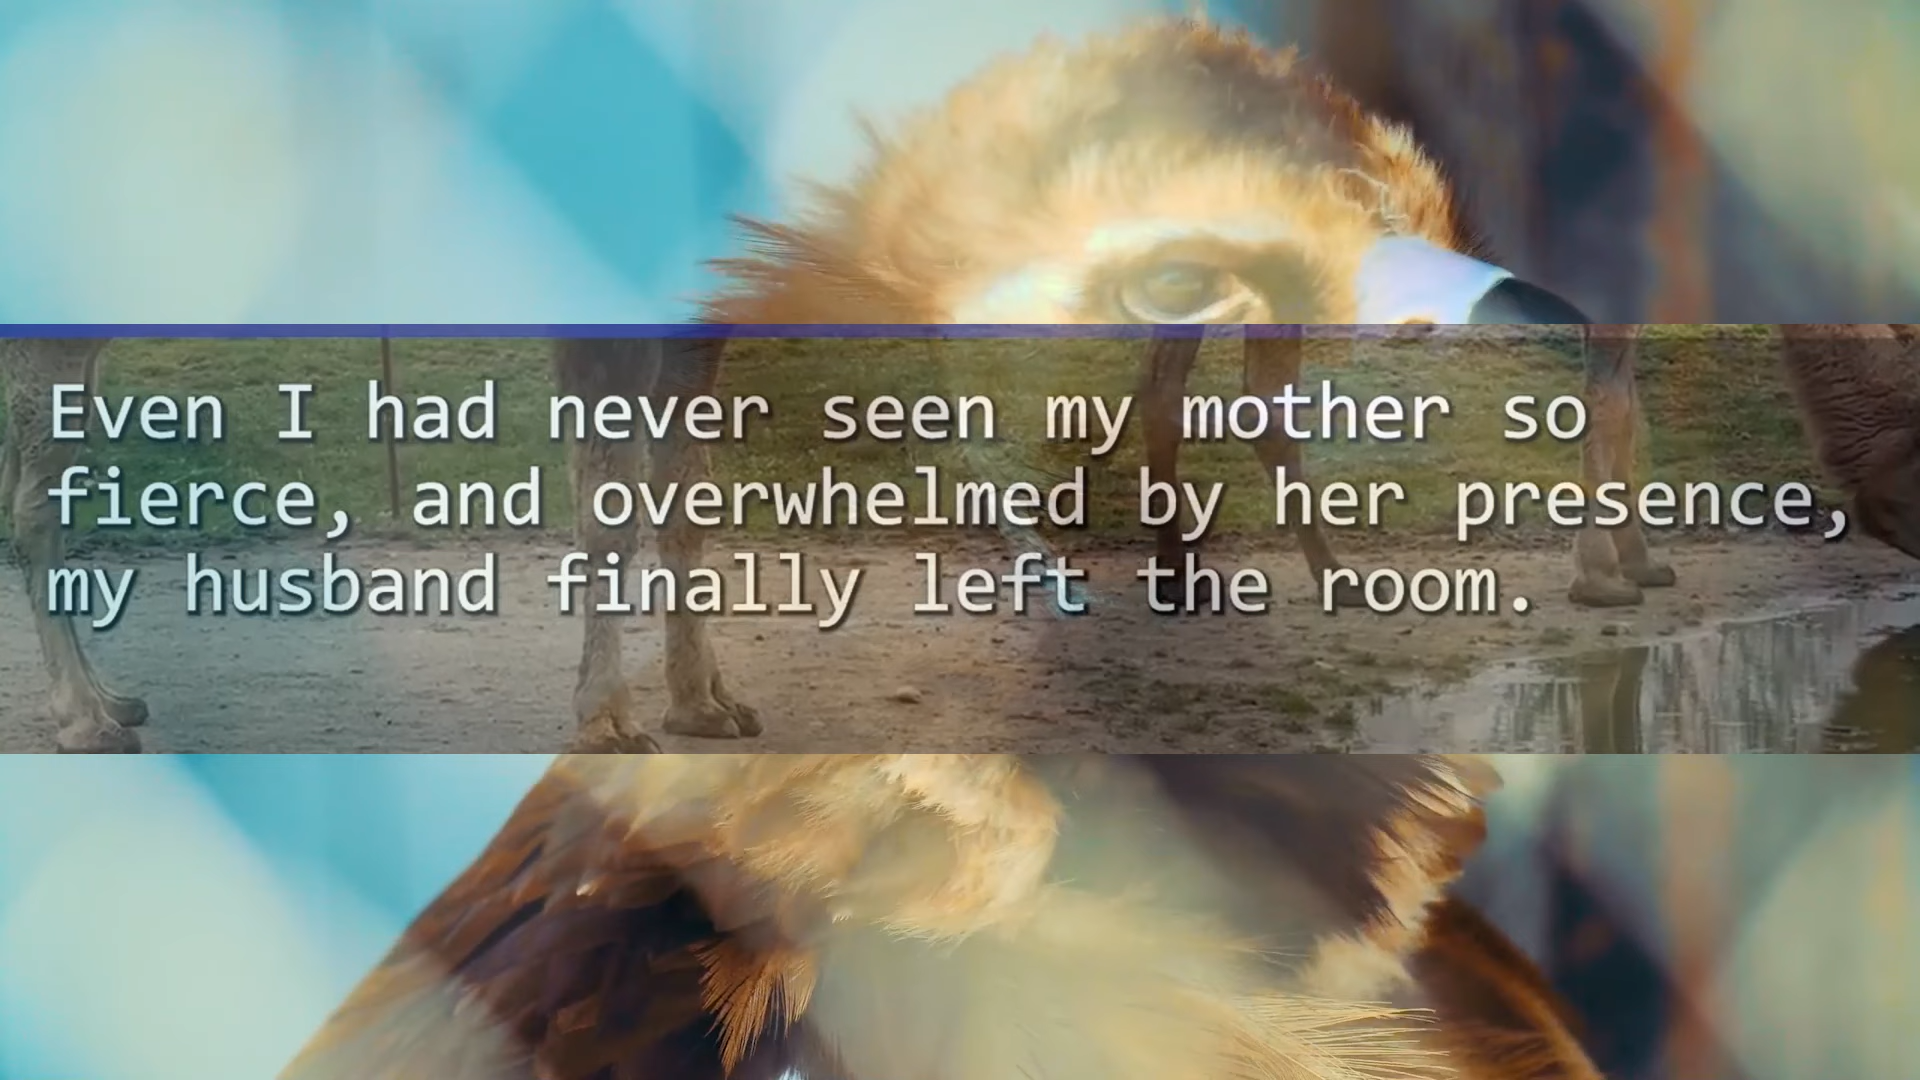 Even I had never seen my mother so
fierce, and overwhelmed by her presence,
my husband finally left the room.